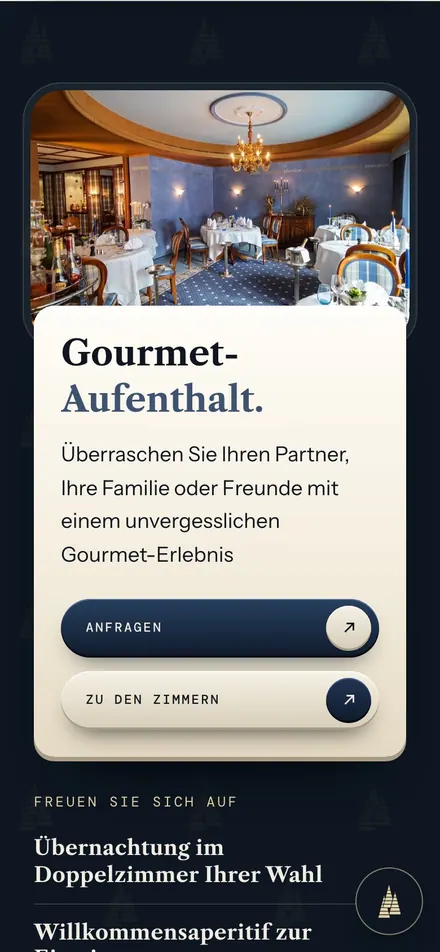 Gourmet-
Aufenthalt.
Überraschen Sie Ihren Partner,
Ihre Familie oder Freunde mit
einem unvergesslichen
Gourmet-Erlebnis
ANFRAGEN
ZU DEN ZIMMERN
FREUEN SIE SICH AUF
Übernachtung im
Doppelzimmer Ihrer Wahl
Willkommensaperitif zur